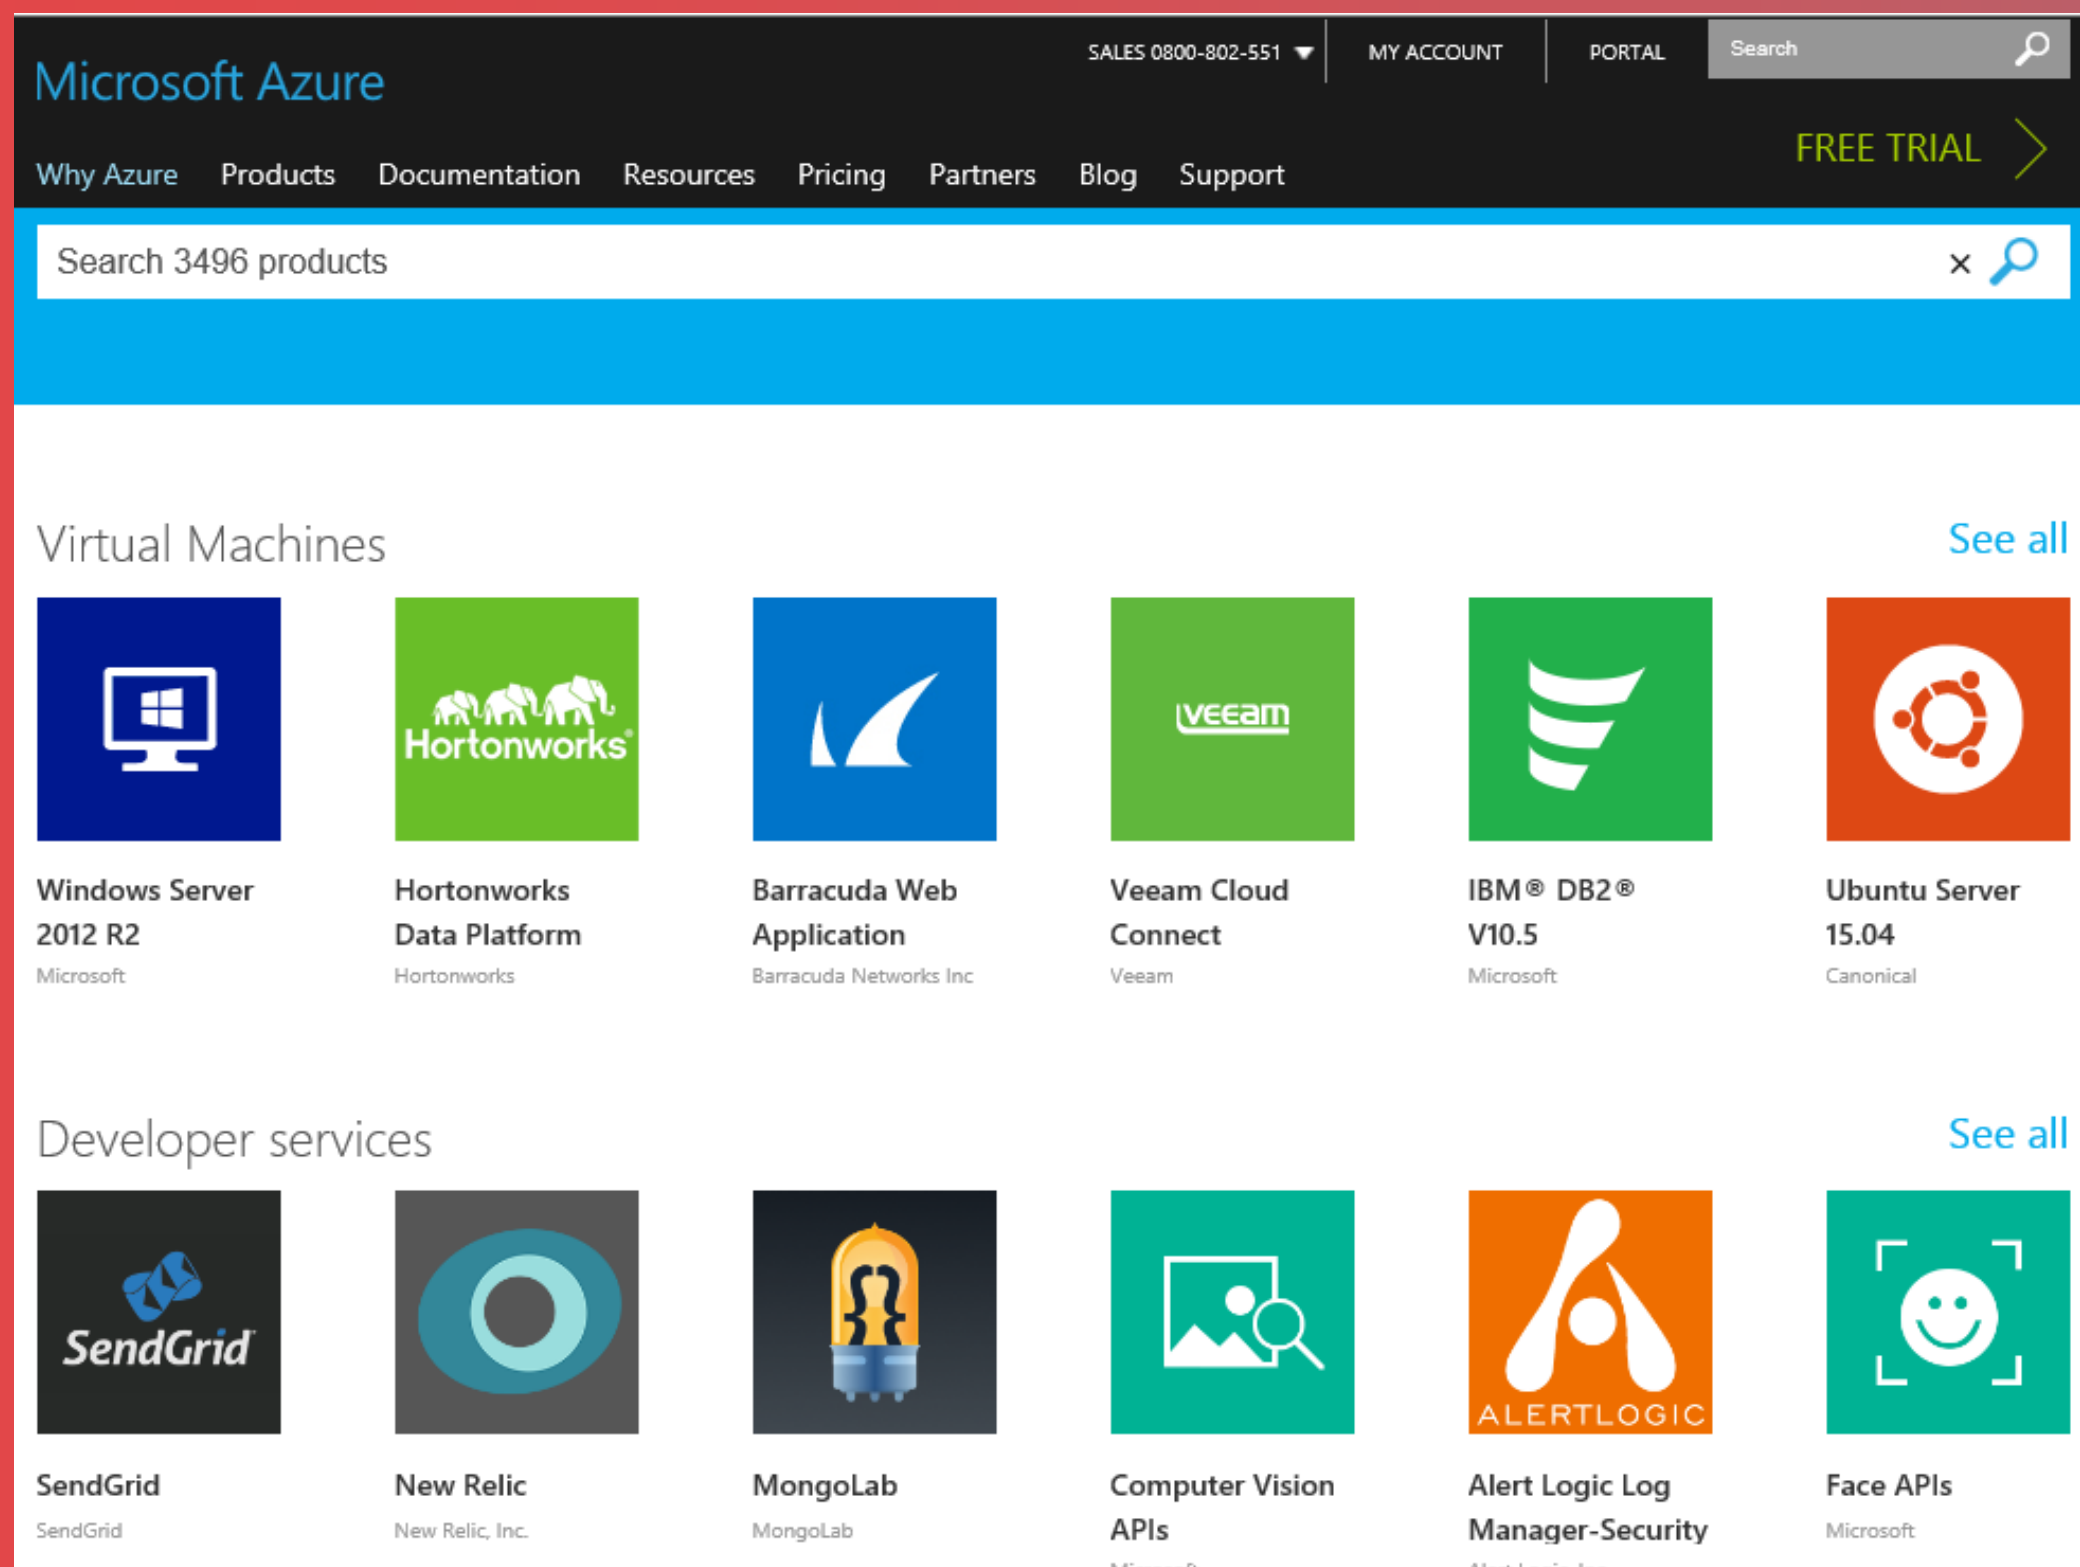 SALES 0800-802-551 MY ACCOUNT PORTAL Search
Microsoft Azure
FREE TRIAL
Why Azure Products Documentation Resources Pricing Partners Blog Support
Search 3496 products
Virtual Machines See all
Hortonworks®
veeam
Windows Server
2012 R2
Microsoft
Hortonworks
Data Platform
Hortonworks
Barracuda Web
Application
Barracuda Networks Inc
Veeam Cloud
Connect
Veeam
IBM® DB2®
V10.5
Microsoft
Ubuntu Server
15.04
Canonical
Developer services See all
SendGrid
ALERTLOGIC
SendGrid
SendGrid
New Relic
New Relic, Inc.
MongoLab
MongoLab
Computer Vision
APIs
Alert Logic Log
Manager-Security
Face APIs
Microsoft